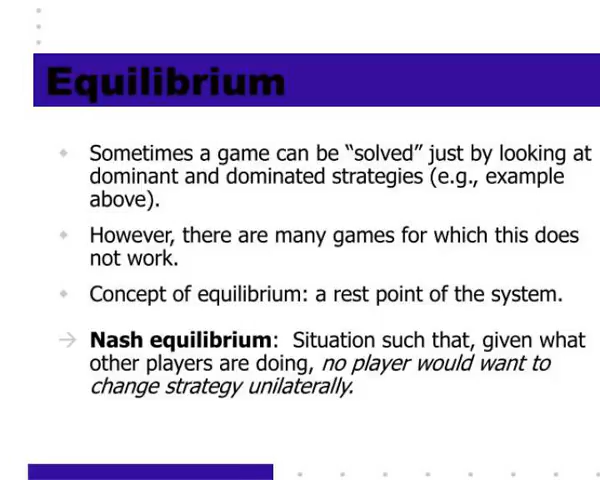 Equilibrium
Sometimes a game can be “solved” just by looking at
dominant and dominated strategies (e.g., example
above).
However, there are many games for which this does
not work.
Concept of equilibrium: a rest point of the system.
Nash equilibrium:  Situation such that, given what
other players are doing, no player would want to
change strategy unilaterally.